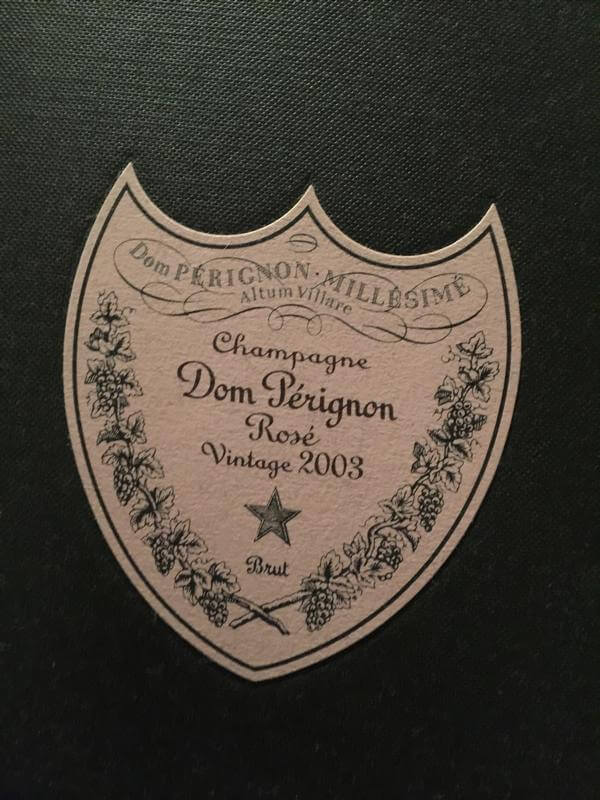 Dom PÉRIGNON · MILLÉSIMÉ
Altum Villare
Champagne
Dom Pérignon
Rosé
Vintage 2003
Brut